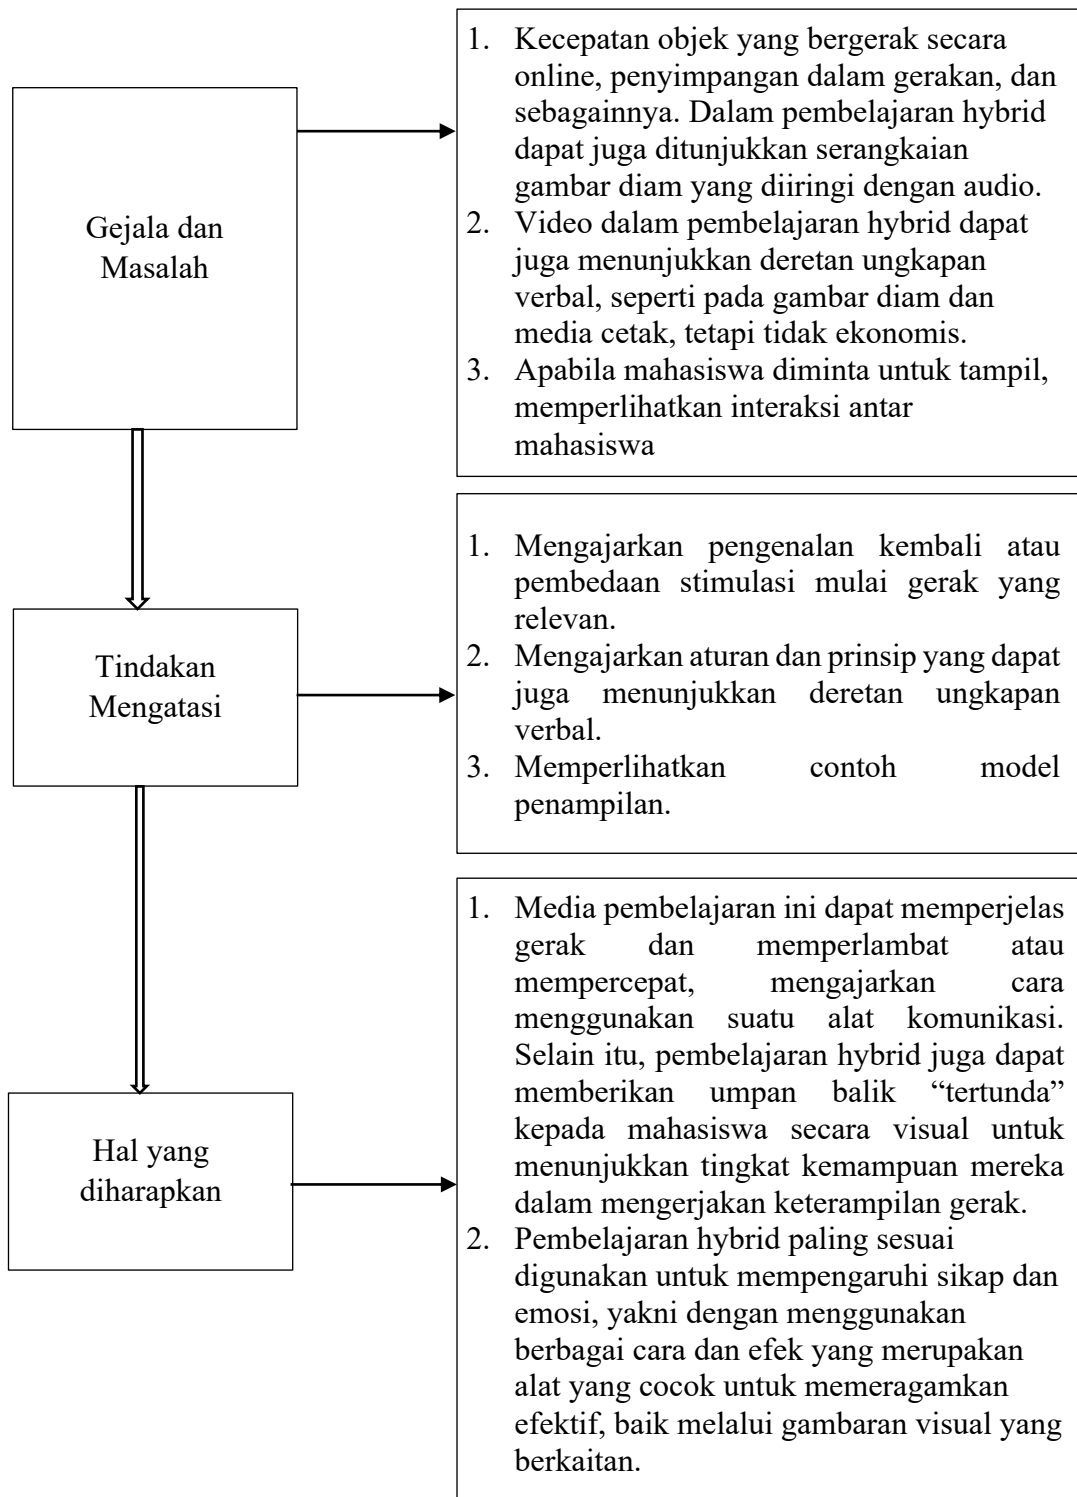 Gejala dan
Masalah
1. Kecepatan objek yang bergerak secara
online, penyimpangan dalam gerakan, dan
sebagainnya. Dalam pembelajaran hybrid
dapat juga ditunjukkan serangkaian
gambar diam yang diiringi dengan audio.
2. Video dalam pembelajaran hybrid dapat
juga menunjukkan deretan ungkapan
verbal, seperti pada gambar diam dan
media cetak, tetapi tidak ekonomis.
3. Apabila mahasiswa diminta untuk tampil,
memperlihatkan interaksi antar
mahasiswa
Tindakan
Mengatasi
1. Mengajarkan pengenalan kembali atau
pembedaan stimulasi mulai gerak yang
relevan.
2. Mengajarkan aturan dan prinsip yang dapat
juga menunjukkan deretan ungkapan
verbal.
3. Memperlihatkan contoh model
penampilan.
Hal yang
diharapkan
1. Media pembelajaran ini dapat memperjelas
gerak dan memperlambat atau
mempercepat, mengajarkan cara
menggunakan suatu alat komunikasi.
Selain itu, pembelajaran hybrid juga dapat
memberikan umpan balik “tertunda”
kepada mahasiswa secara visual untuk
menunjukkan tingkat kemampuan mereka
dalam mengerjakan keterampilan gerak.
2. Pembelajaran hybrid paling sesuai
digunakan untuk mempengaruhi sikap dan
emosi, yakni dengan menggunakan
berbagai cara dan efek yang merupakan
alat yang cocok untuk memeragamkan
efektif, baik melalui gambaran visual yang
berkaitan.